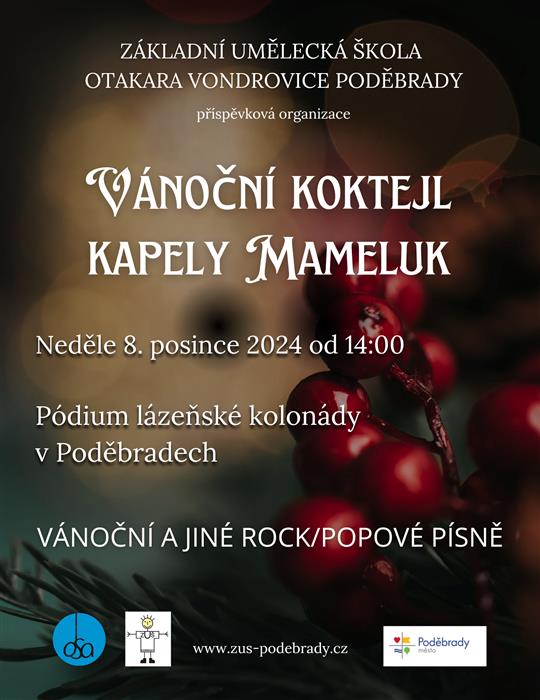 ZÁKLADNÍ UMĚLECKÁ ŠKOLA
OTAKARA VONDROVICE PODĚBRADY
příspěvková organizace
VÁNOČNÍ KOKTEJL
KAPELY MAMELUK
Neděle 8. posince 2024 od 14:00
Pódium lázeňské kolonády
v Poděbradech
VÁNOČNÍ A JINÉ ROCK/POPOVÉ PÍSNĚ
osa
www.zus-podebrady.cz
Poděbrady
město